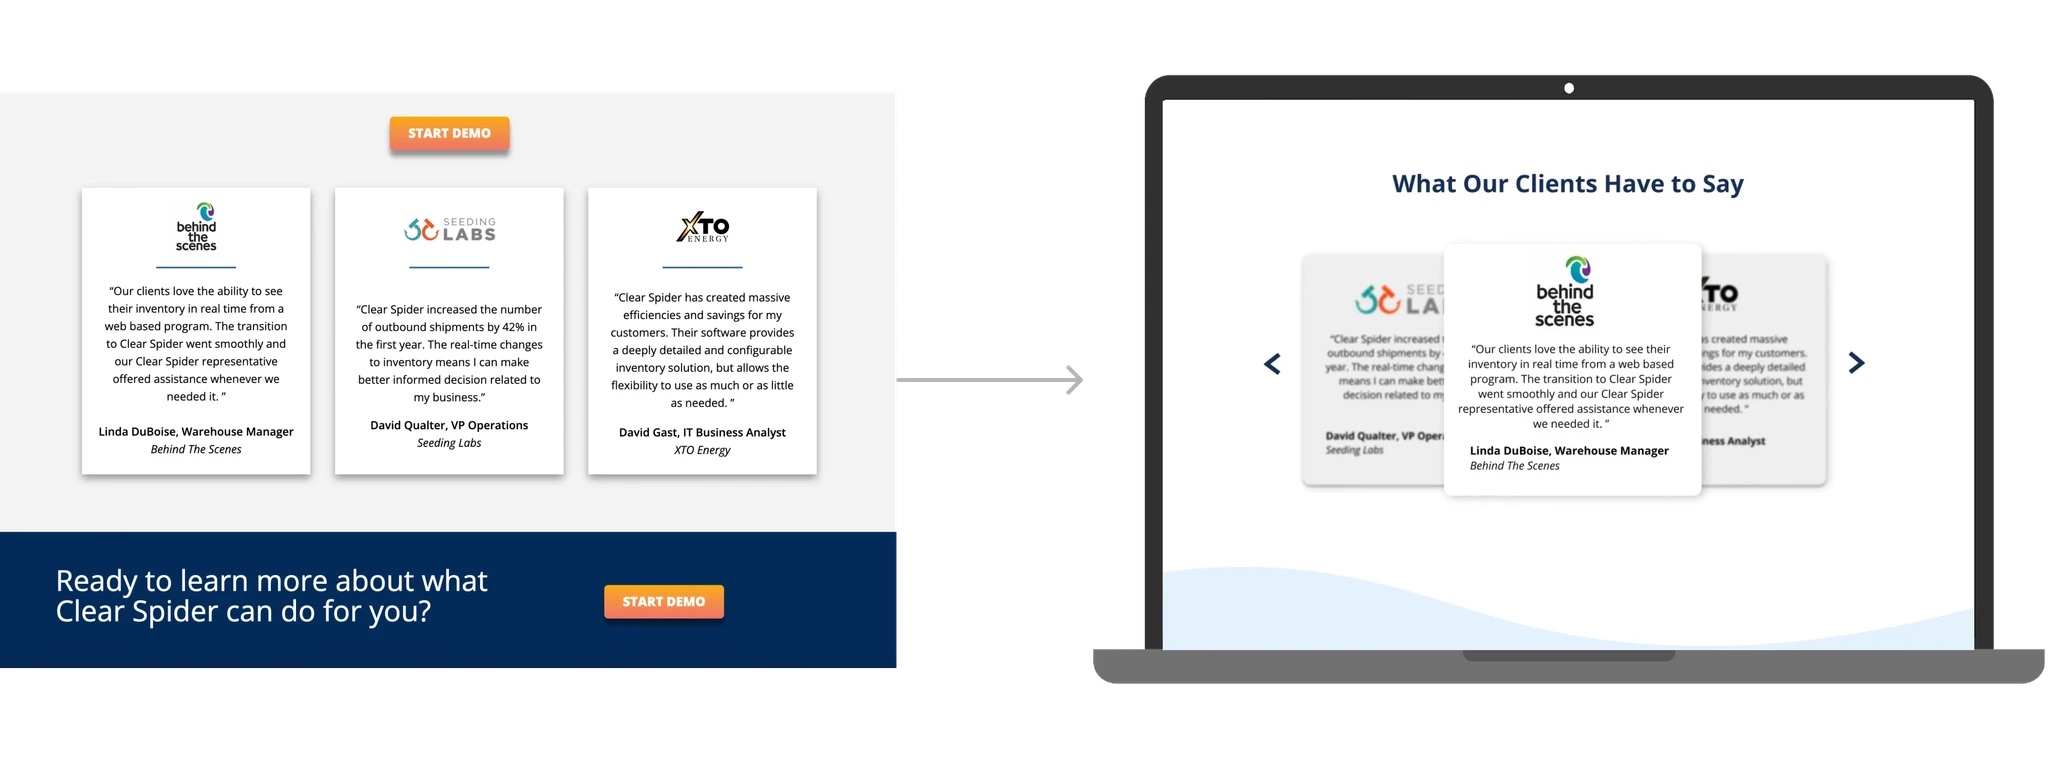 START DEMO
behind
the
scenes
“Our clients love the ability to see
their inventory in real time from a
web based program. The transition
to Clear Spider went smoothly and
our Clear Spider representative
offered assistance whenever we
needed it. ”
Linda DuBoise, Warehouse Manager
Behind The Scenes
SEEDING
LABS
“Clear Spider increased the number
of outbound shipments by 42% in
the first year. The real-time changes
to inventory means I can make
better informed decision related to
my business.”
David Qualter, VP Operations
Seeding Labs
XTO
ENERGY
“Clear Spider has created massive
efficiencies and savings for my
customers. Their software provides
a deeply detailed and configurable
inventory solution, but allows the
flexibility to use as much or as little
as needed. ”
David Gast, IT Business Analyst
XTO Energy
Ready to learn more about what
Clear Spider can do for you?
START DEMO
What Our Clients Have to Say
SEED
LA
"Clear Spider increased
outbound shipments by
year. The real-time chang
means I can make bet
decision related to m
David Qualter, VP Opera
Seeding Labs
behind
the
scenes
“Our clients love the ability to see their
inventory in real time from a web based
program. The transition to Clear Spider
went smoothly and our Clear Spider
representative offered assistance whenever
we needed it. ”
Linda DuBoise, Warehouse Manager
Behind The Scenes
TO
ERGY
s created massive
ngs for my customers.
ides a deeply detailed
ventory solution, but
to use as much or as
needed. ”
ness Analyst